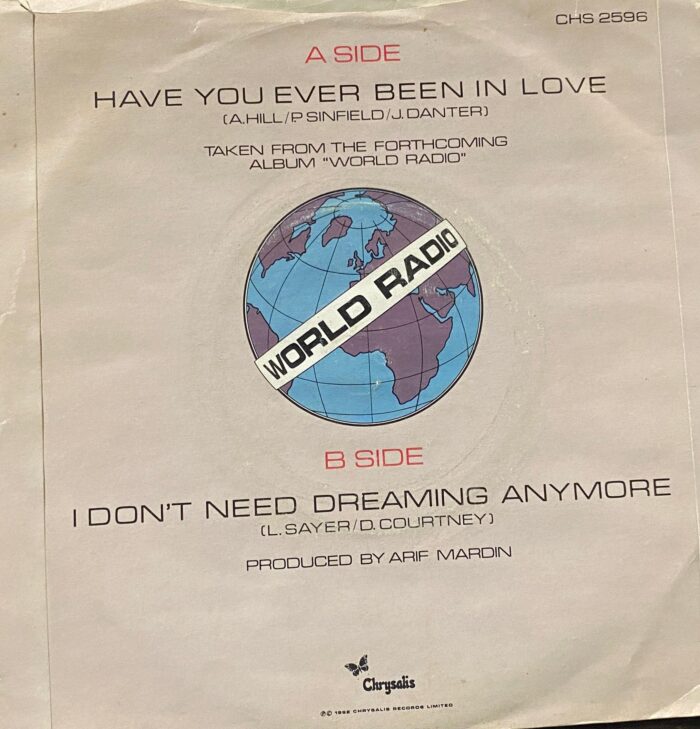 CHS 2596
A SIDE
HAVE YOU EVER BEEN IN LOVE
(A.HILL/P.SINFIELD/J.DANTER)
TAKEN FROM THE FORTHCOMING
ALBUM "WORLD RADIO"
WORLD RADIO
B SIDE
I DON'T NEED DREAMING ANYMORE
(L.SAYER/D.COURTNEY)
PRODUCED BY ARIF MARDIN
Chrysalis
℗© 1982 CHRYSALIS RECORDS LIMITED